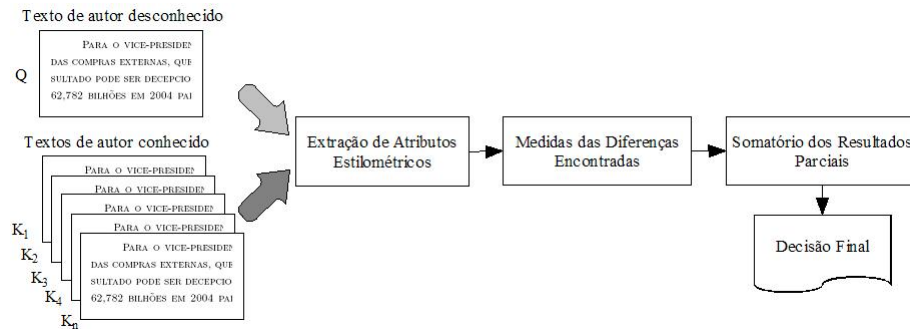 Texto de autor desconhecido
PARA O VICE-PRESIDEN
DAS COMPRAS EXTERNAS, QUE
SULTADO PODE SER DECEPCIO
62,782 BILHÕES EM 2004 PAI
Q
Textos de autor conhecido
PARA O VICE-PRESIDEN
PARA O VICE-PRESIDEN
PARA O VICE-PRESIDEN
PARA O VICE-PRESIDEN
PARA O VICE-PRESIDEN
DAS COMPRAS EXTERNAS, QUE
SULTADO PODE SER DECEPCIO
62,782 BILHÕES EM 2004 PAI
K1
K2
K3
K4
Kn
Extração de Atributos
Estilométricos
Medidas das Diferenças
Encontradas
Somatório dos Resultados
Parciais
Decisão Final